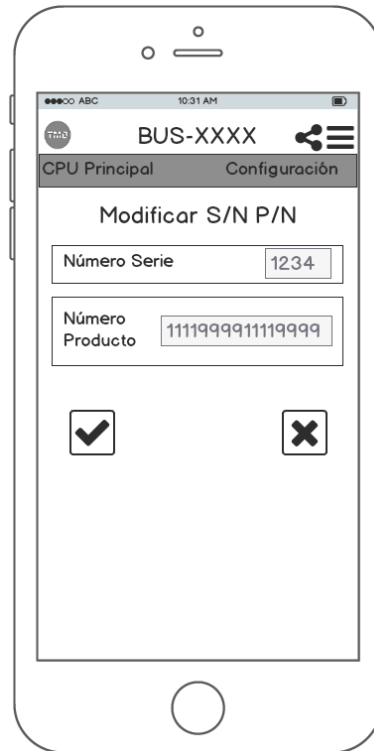 ABC 10:31 AM
TMB BUS-XXXX
CPU Principal Configuración
Modificar S/N P/N
Número Serie 1234
Número
Producto 1111999911119999